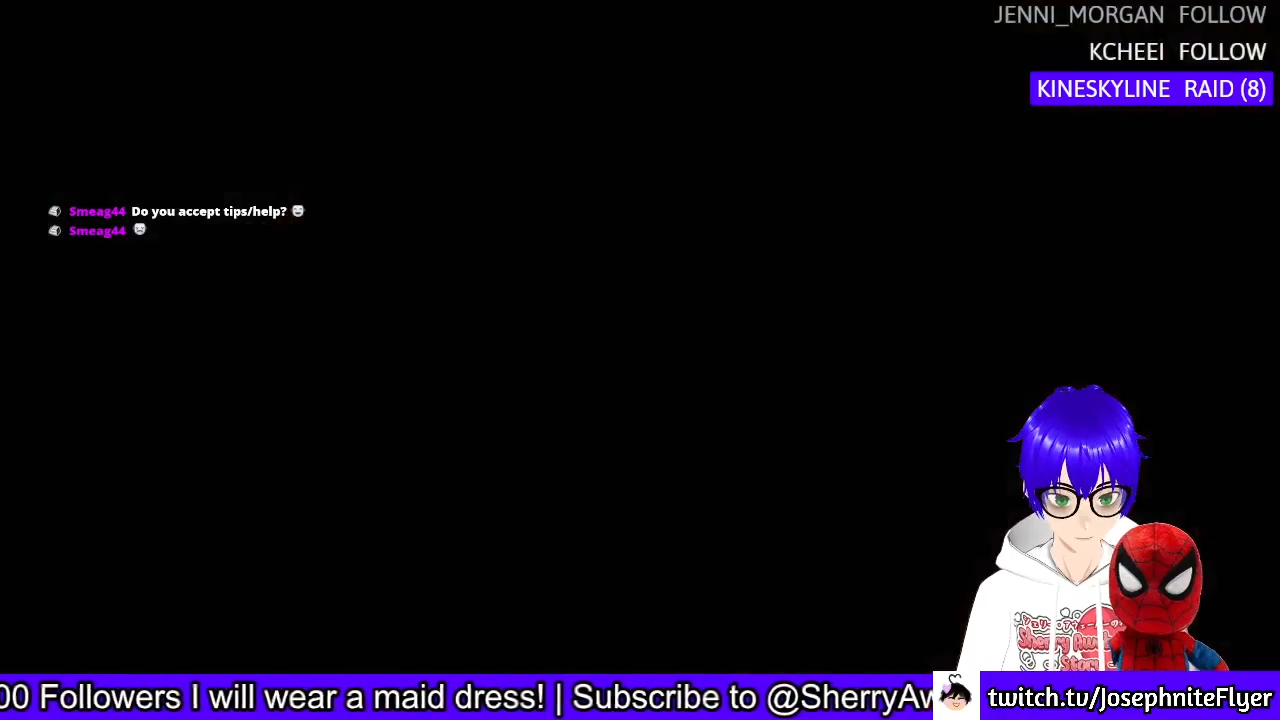 JENNI_MORGAN FOLLOW
KCHEEI FOLLOW
KINESKYLINE RAID (8)
Smeag44 Do you accept tips/help?
Smeag44
00 Followers I will wear a maid dress! | Subscribe to @SherryAw
twitch.tv/JosephniteFlyer